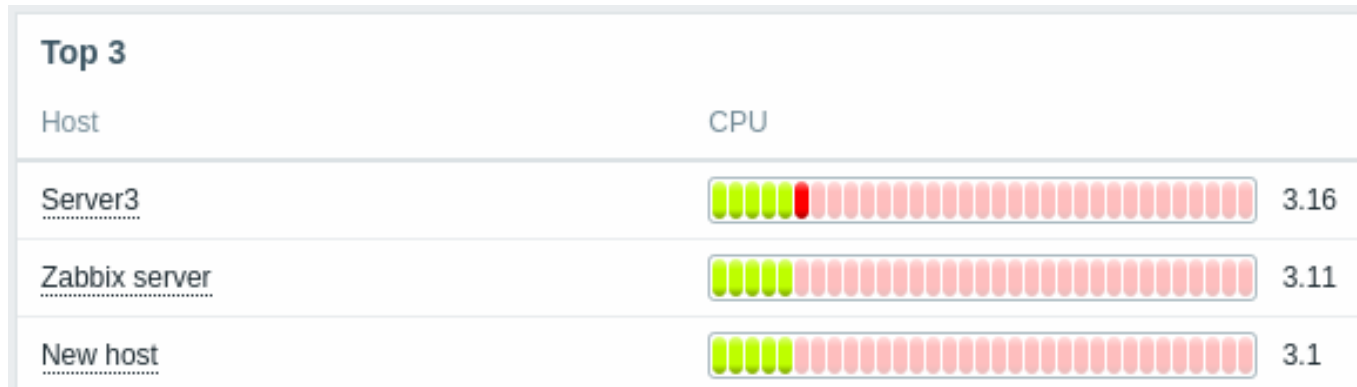 Top 3
Host CPU
Server3 3.16
Zabbix server 3.11
New host 3.1